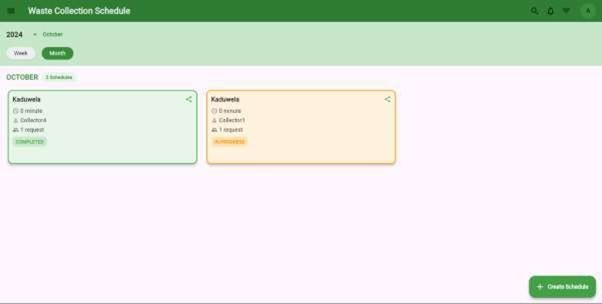 Waste Collection Schedule
A
2024
October
Week
Month
OCTOBER
2 Schedules
Kaduwela
0 minute
Collector4
1 request
COMPLETED
Kaduwela
0 minute
Collector1
1 request
IN PROGRESS
+ Create Schedule